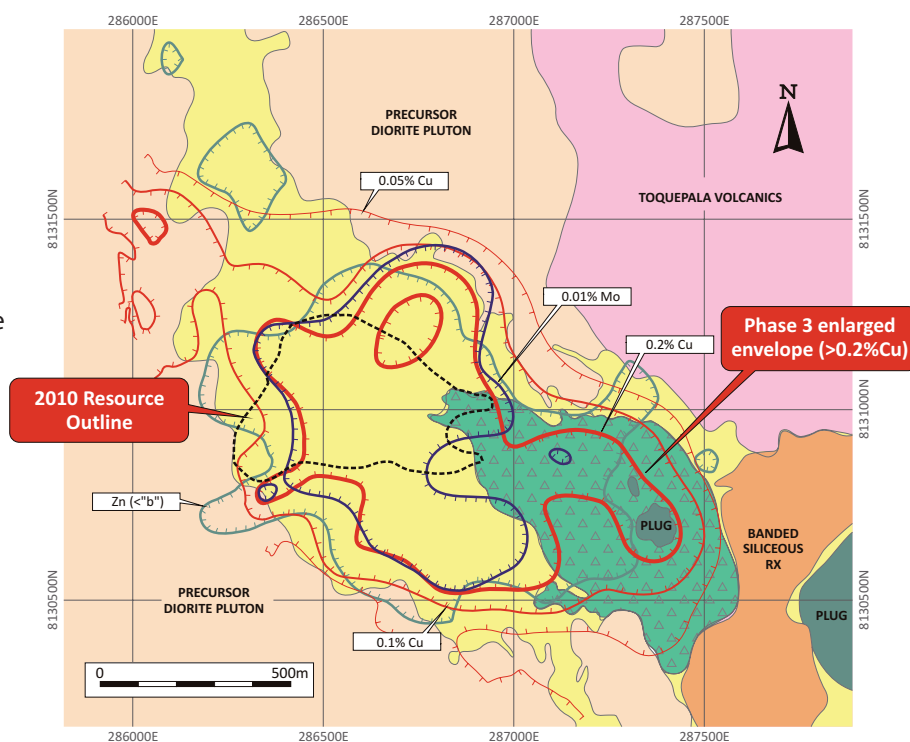 286000E
286500E
287000E
287500E
PRECURSOR
DIORITE PLUTON
N
0.05% Cu
TOQUEPALA VOLCANICS
8131500N
8131500N
0.01% Mo
e
0.2% Cu
Phase 3 enlarged
envelope (>0.2%Cu)
2010 Resource
Outline
8131000N
8131000N
Zn (<"b")
PLUG
BANDED
SILICEOUS
RX
PRECURSOR
DIORITE PLUTON
PLUG
8130500N
8130500N
0.1% Cu
0
500m
286000E
286500E
287000E
287500E